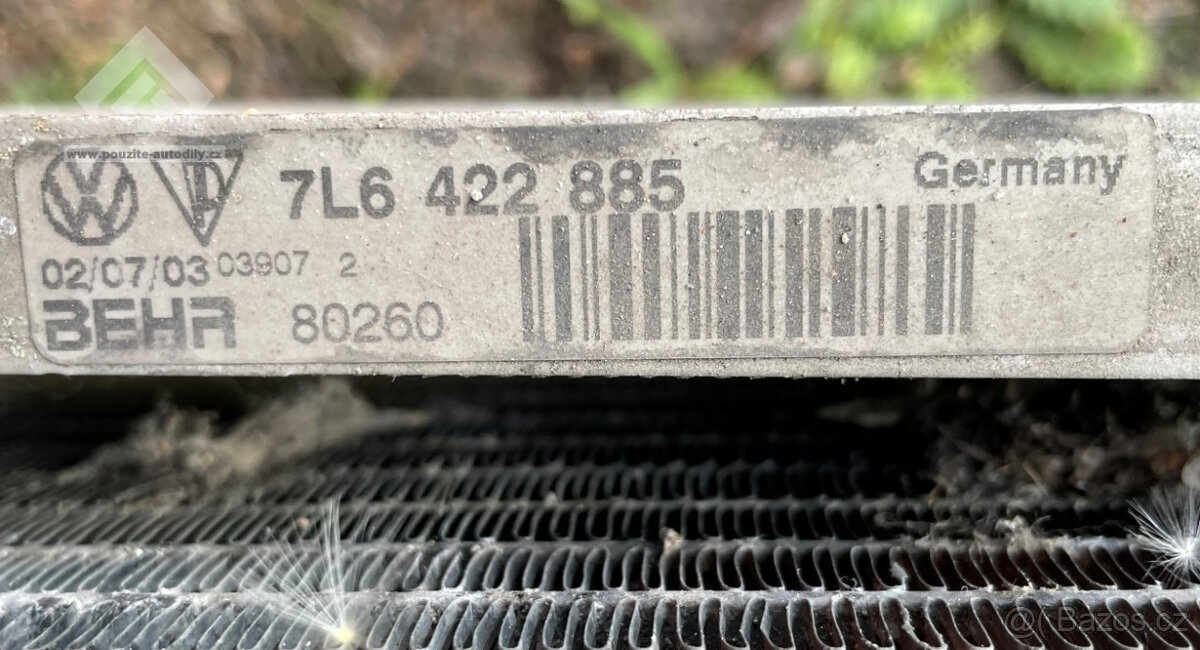 www.pouzite-autodily.cz
7L6 422 885
Germany
02/07/03 03907 2
BEHR 80260
@Bazos.cz